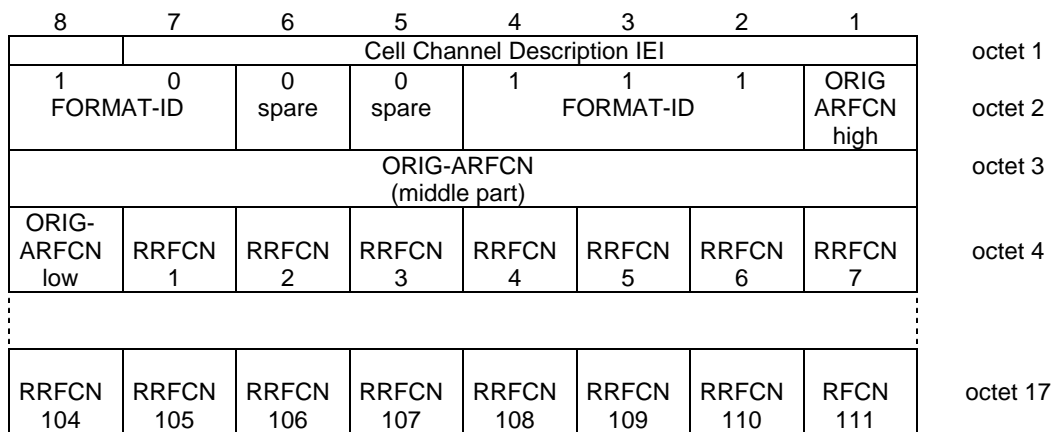 8 7 6 5 4 3 2 1
Cell Channel Description IEI octet 1
1 0 0 0 1 1 1 ORIG
FORMAT-ID spare spare FORMAT-ID ARFCN octet 2
high
ORIG-ARFCN octet 3
(middle part)
ORIG-
ARFCN RRFCN RRFCN RRFCN RRFCN RRFCN RRFCN RRFCN octet 4
low 1 2 3 4 5 6 7
RRFCN RRFCN RRFCN RRFCN RRFCN RRFCN RRFCN RFCN octet 17
104 105 106 107 108 109 110 111